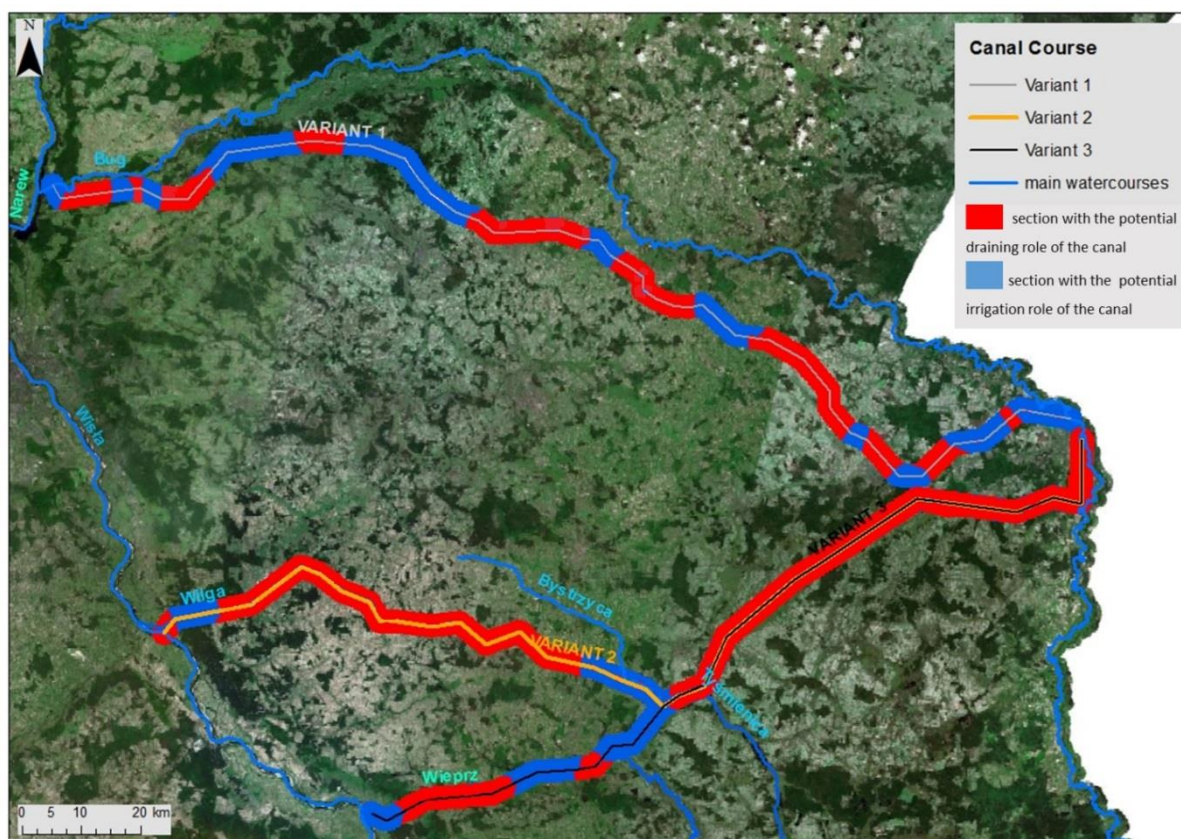 N
Canal Course
Variant 1
Variant 2
Variant 3
main watercourses
section with the potential
draining role of the canal
section with the potential
irrigation role of the canal
VARIANT 1
Bug
Narew
Wisła
VARIANT 3
Wilga
Bystrzyca
VARIANT 2
Tyśmienica
Wieprz
0 5 10 20 km